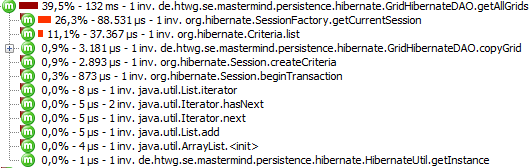 39,5% - 132 ms - 1 inv. de.htwg.se.mastermind.persistence.hibernate.GridHibernateDAO.getAllGrids
26,3% - 88.531 µs - 1 inv. org.hibernate.SessionFactory.getCurrentSession
11,1% - 37.367 µs - 1 inv. org.hibernate.Criteria.list
0,9% - 3.181 µs - 1 inv. de.htwg.se.mastermind.persistence.hibernate.GridHibernateDAO.copyGrid
0,9% - 2.893 µs - 1 inv. org.hibernate.Session.createCriteria
0,3% - 873 µs - 1 inv. org.hibernate.Session.beginTransaction
0,0% - 8 µs - 1 inv. java.util.List.iterator
0,0% - 5 µs - 2 inv. java.util.Iterator.hasNext
0,0% - 5 µs - 1 inv. java.util.Iterator.next
0,0% - 5 µs - 1 inv. java.util.List.add
0,0% - 4 µs - 1 inv. java.util.ArrayList.<init>
0,0% - 1 µs - 1 inv. de.htwg.se.mastermind.persistence.hibernate.HibernateUtil.getInstance